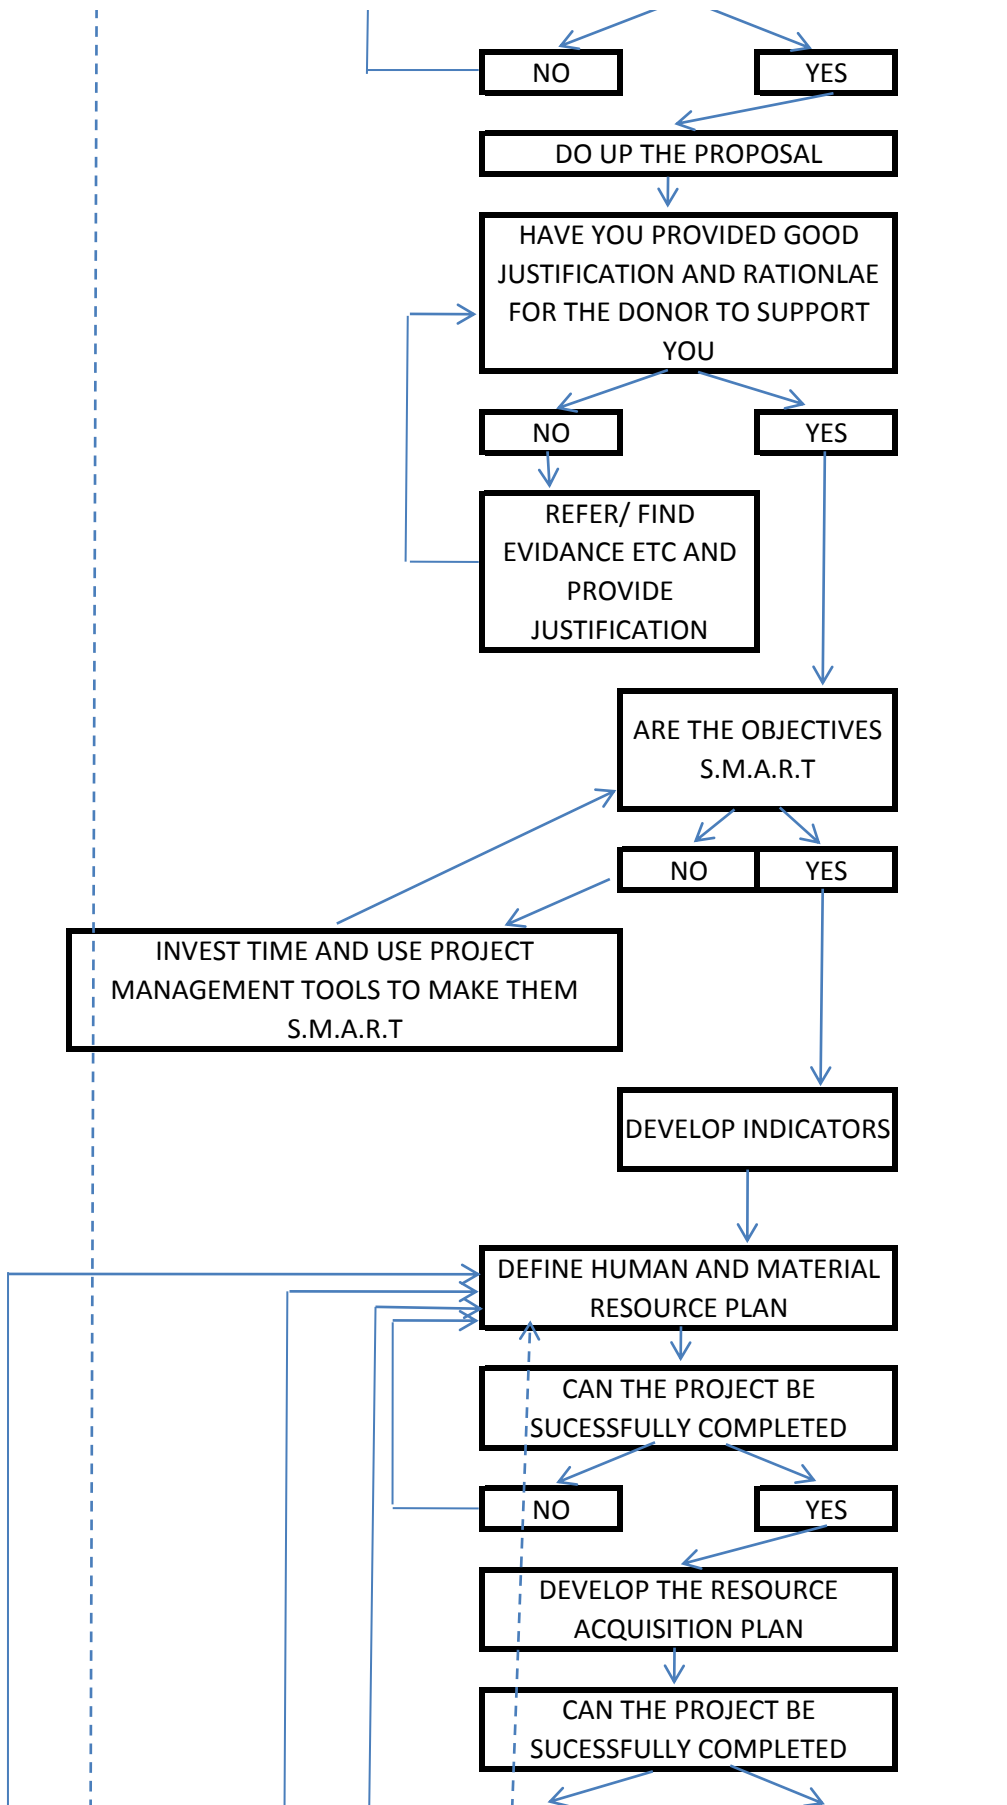 NO
YES
DO UP THE PROPOSAL
HAVE YOU PROVIDED GOOD
JUSTIFICATION AND RATIONLAE
FOR THE DONOR TO SUPPORT
YOU
NO
YES
REFER/ FIND
EVIDANCE ETC AND
PROVIDE
JUSTIFICATION
ARE THE OBJECTIVES
S.M.A.R.T
NO
YES
INVEST TIME AND USE PROJECT
MANAGEMENT TOOLS TO MAKE THEM
S.M.A.R.T
DEVELOP INDICATORS
DEFINE HUMAN AND MATERIAL
RESOURCE PLAN
CAN THE PROJECT BE
SUCESSFULLY COMPLETED
NO
YES
DEVELOP THE RESOURCE
ACQUISITION PLAN
CAN THE PROJECT BE
SUCESSFULLY COMPLETED